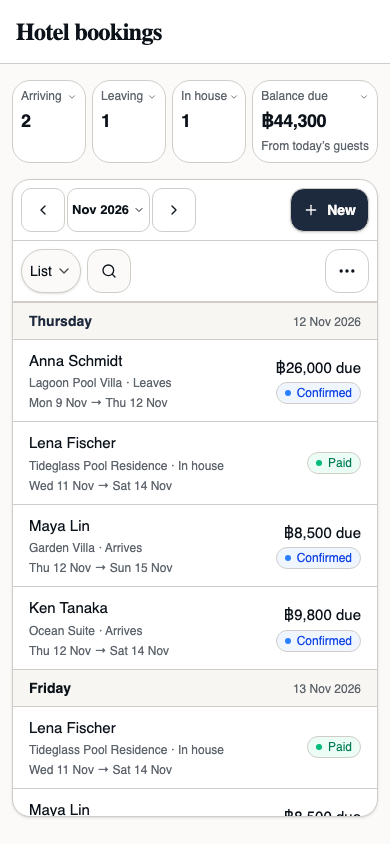 Hotel bookings
Arriving
2
Leaving
1
In house
1
Balance due
฿44,300
From today's guests
Nov 2026
+ New
List
Thursday 12 Nov 2026
Anna Schmidt
฿26,000 due
Lagoon Pool Villa · Leaves
Confirmed
Mon 9 Nov → Thu 12 Nov
Lena Fischer
Tideglass Pool Residence · In house
Paid
Wed 11 Nov → Sat 14 Nov
Maya Lin
฿8,500 due
Garden Villa · Arrives
Confirmed
Thu 12 Nov → Sun 15 Nov
Ken Tanaka
฿9,800 due
Ocean Suite · Arrives
Confirmed
Thu 12 Nov → Sat 14 Nov
Friday 13 Nov 2026
Lena Fischer
Tideglass Pool Residence · In house
Paid
Wed 11 Nov → Sat 14 Nov
Maya Lin
฿8,500 due